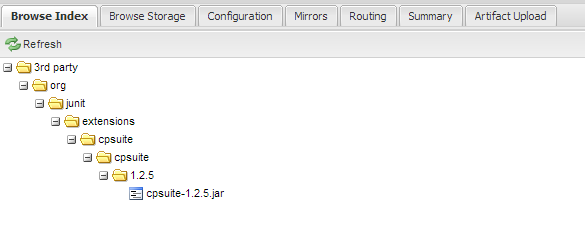 Browse Index Browse Storage Configuration Mirrors Routing Summary Artifact Upload
Refresh
3rd party
org
junit
extensions
cpsuite
cpsuite
1.2.5
cpsuite-1.2.5.jar